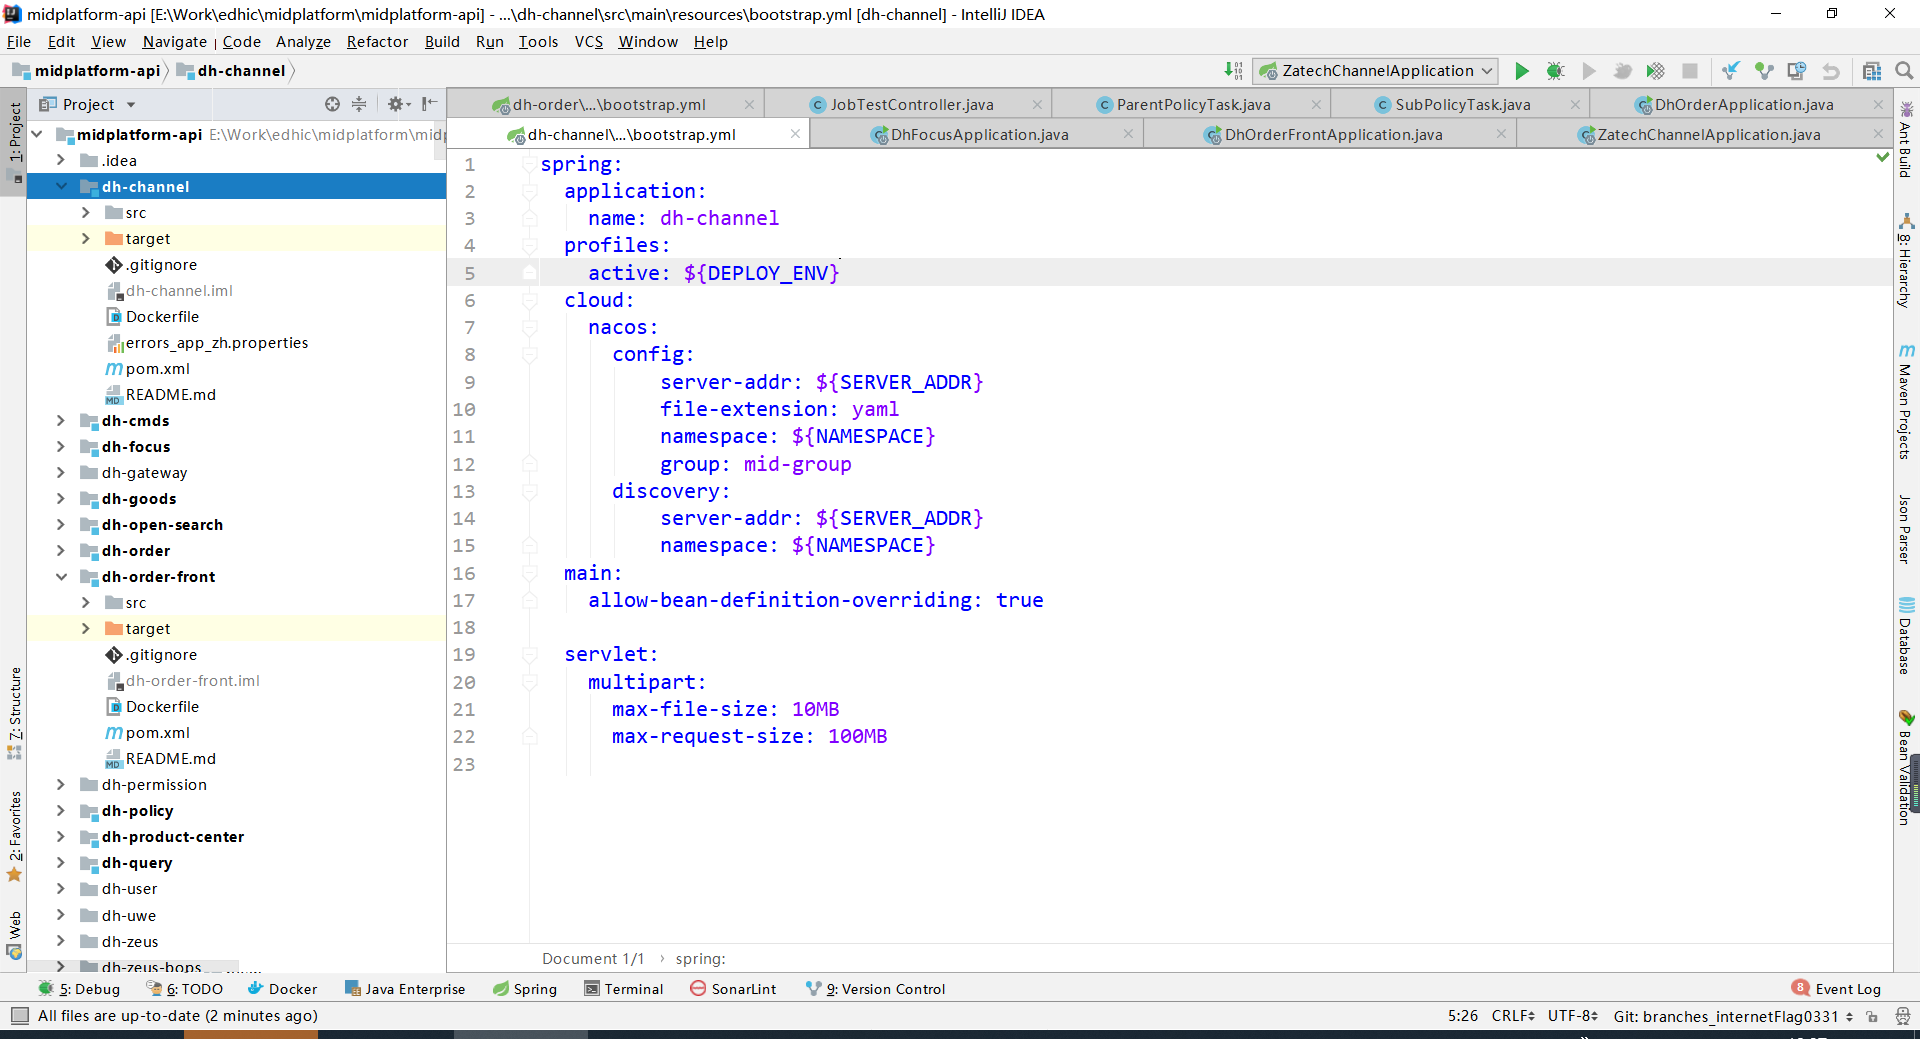 midplatform-api [E:\Work\edhic\midplatform\midplatform-api] - ...\dh-channel\src\main\resources\bootstrap.yml [dh-channel] - IntelliJ IDEA
File Edit View Navigate Code Analyze Refactor Build Run Tools VCS Window Help
midplatform-api dh-channel
ZatechChannelApplication
1: Project
7: Structure
2: Favorites
Web
Project
midplatform-api E:\Work\edhic\midplatform\mid
.idea
dh-channel
src
target
.gitignore
dh-channel.iml
Dockerfile
errors_app_zh.properties
pom.xml
README.md
dh-cmds
dh-focus
dh-gateway
dh-goods
dh-open-search
dh-order
dh-order-front
src
target
.gitignore
dh-order-front.iml
Dockerfile
pom.xml
README.md
dh-permission
dh-policy
dh-product-center
dh-query
dh-user
dh-uwe
dh-zeus
dh-zeus-bops
dh-order\...\bootstrap.yml JobTestController.java ParentPolicyTask.java SubPolicyTask.java DhOrderApplication.java
dh-channel\...\bootstrap.yml DhFocusApplication.java DhOrderFrontApplication.java ZatechChannelApplication.java
1 spring:
2 application:
3 name: dh-channel
4 profiles:
5 active: ${DEPLOY_ENV}
6 cloud:
7 nacos:
8 config:
9 server-addr: ${SERVER_ADDR}
10 file-extension: yaml
11 namespace: ${NAMESPACE}
12 group: mid-group
13 discovery:
14 server-addr: ${SERVER_ADDR}
15 namespace: ${NAMESPACE}
16 main:
17 allow-bean-definition-overriding: true
18
19 servlet:
20 multipart:
21 max-file-size: 10MB
22 max-request-size: 100MB
23
Document 1/1 › spring:
Ant Build
8: Hierarchy
Maven Projects
Json Parser
Database
Bean Validation
5: Debug 6: TODO Docker Java Enterprise Spring Terminal SonarLint 9: Version Control 8 Event Log
All files are up-to-date (2 minutes ago) 5:26 CRLF UTF-8 Git: branches_internetFlag0331